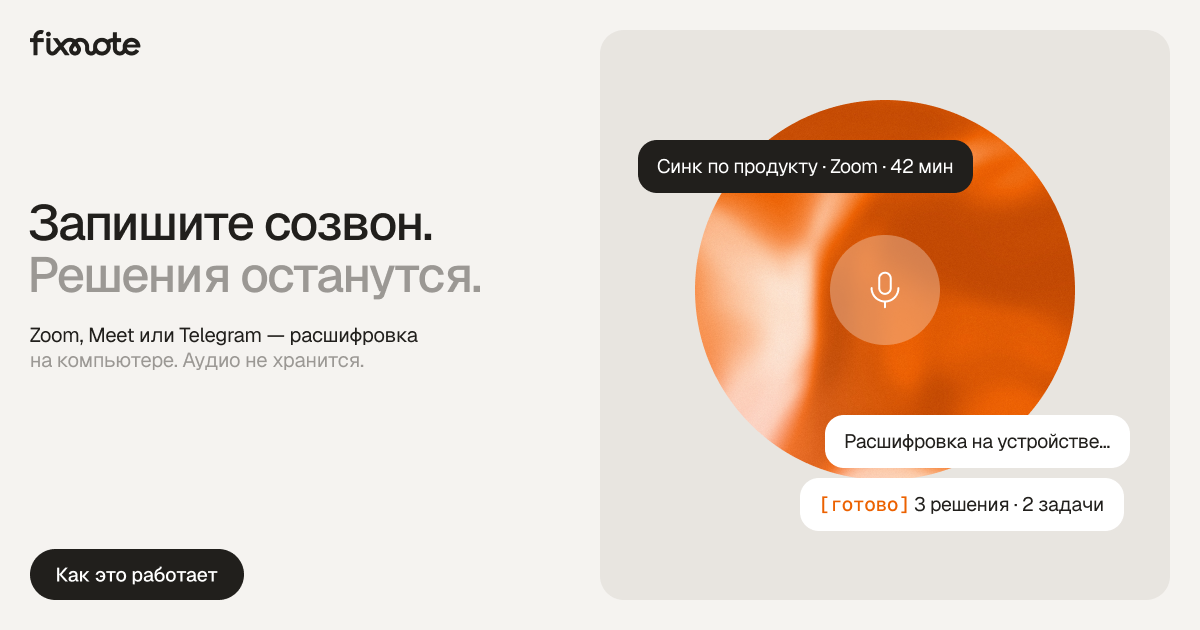 fixnote
Запишите созвон.
Решения останутся.
Zoom, Meet или Telegram — расшифровка
на компьютере. Аудио не хранится.
Как это работает
Синк по продукту · Zoom · 42 мин
Расшифровка на устройстве…
[готово] 3 решения · 2 задачи